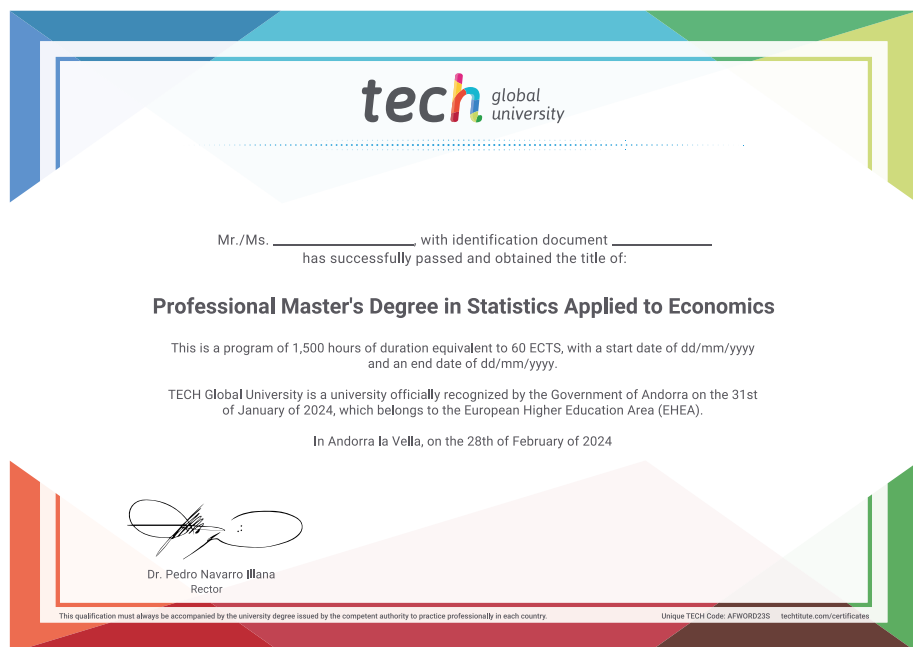 tech global university
Mr./Ms. ____________________, with identification document ______________
has successfully passed and obtained the title of:
Professional Master's Degree in Statistics Applied to Economics
This is a program of 1,500 hours of duration equivalent to 60 ECTS, with a start date of dd/mm/yyyy
and an end date of dd/mm/yyyy.
TECH Global University is a university officially recognized by the Government of Andorra on the 31st
of January of 2024, which belongs to the European Higher Education Area (EHEA).
In Andorra la Vella, on the 28th of February of 2024
Dr. Pedro Navarro Illana
Rector
This qualification must always be accompanied by the university degree issued by the competent authority to practice professionally in each country. Unique TECH Code: AFWORD23S techtitute.com/certificates